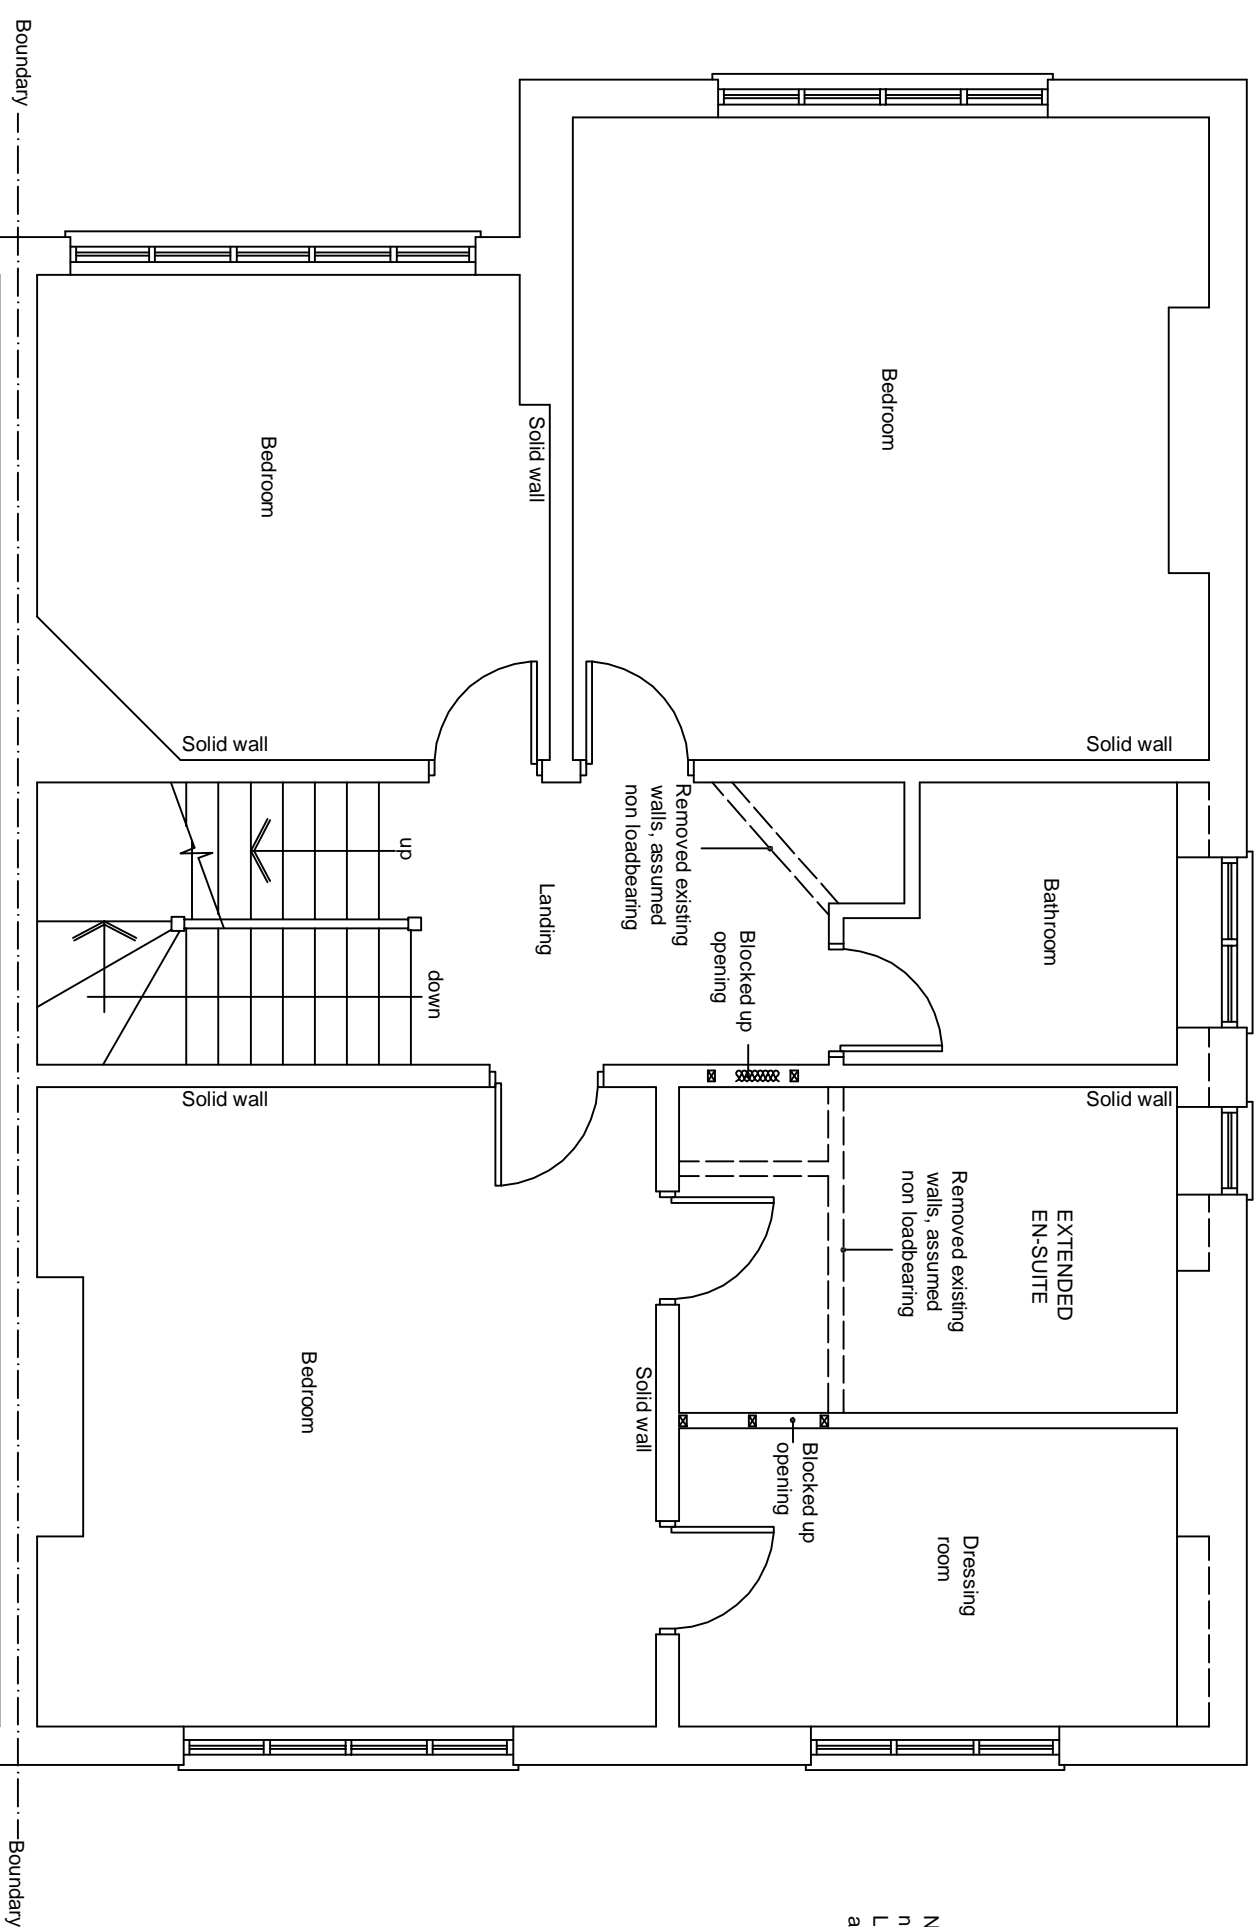 Boundary
Bedroom
Bedroom
Solid wall
Solid wall
Solid wall
Removed existing
walls, assumed
non loadbearing
up
Landing
down
Bathroom
Blocked up
opening
Solid wall
Solid wall
Removed existing
walls, assumed
non loadbearing
EXTENDED
EN-SUITE
Bedroom
Solid wall
Blocked up
opening
Dressing
room
Boundary